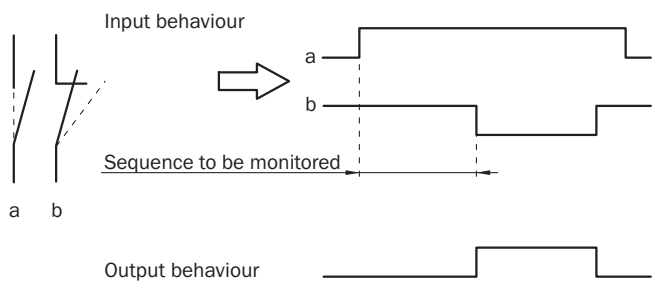 Input behaviour
a
b
Sequence to be monitored
a b
Output behaviour